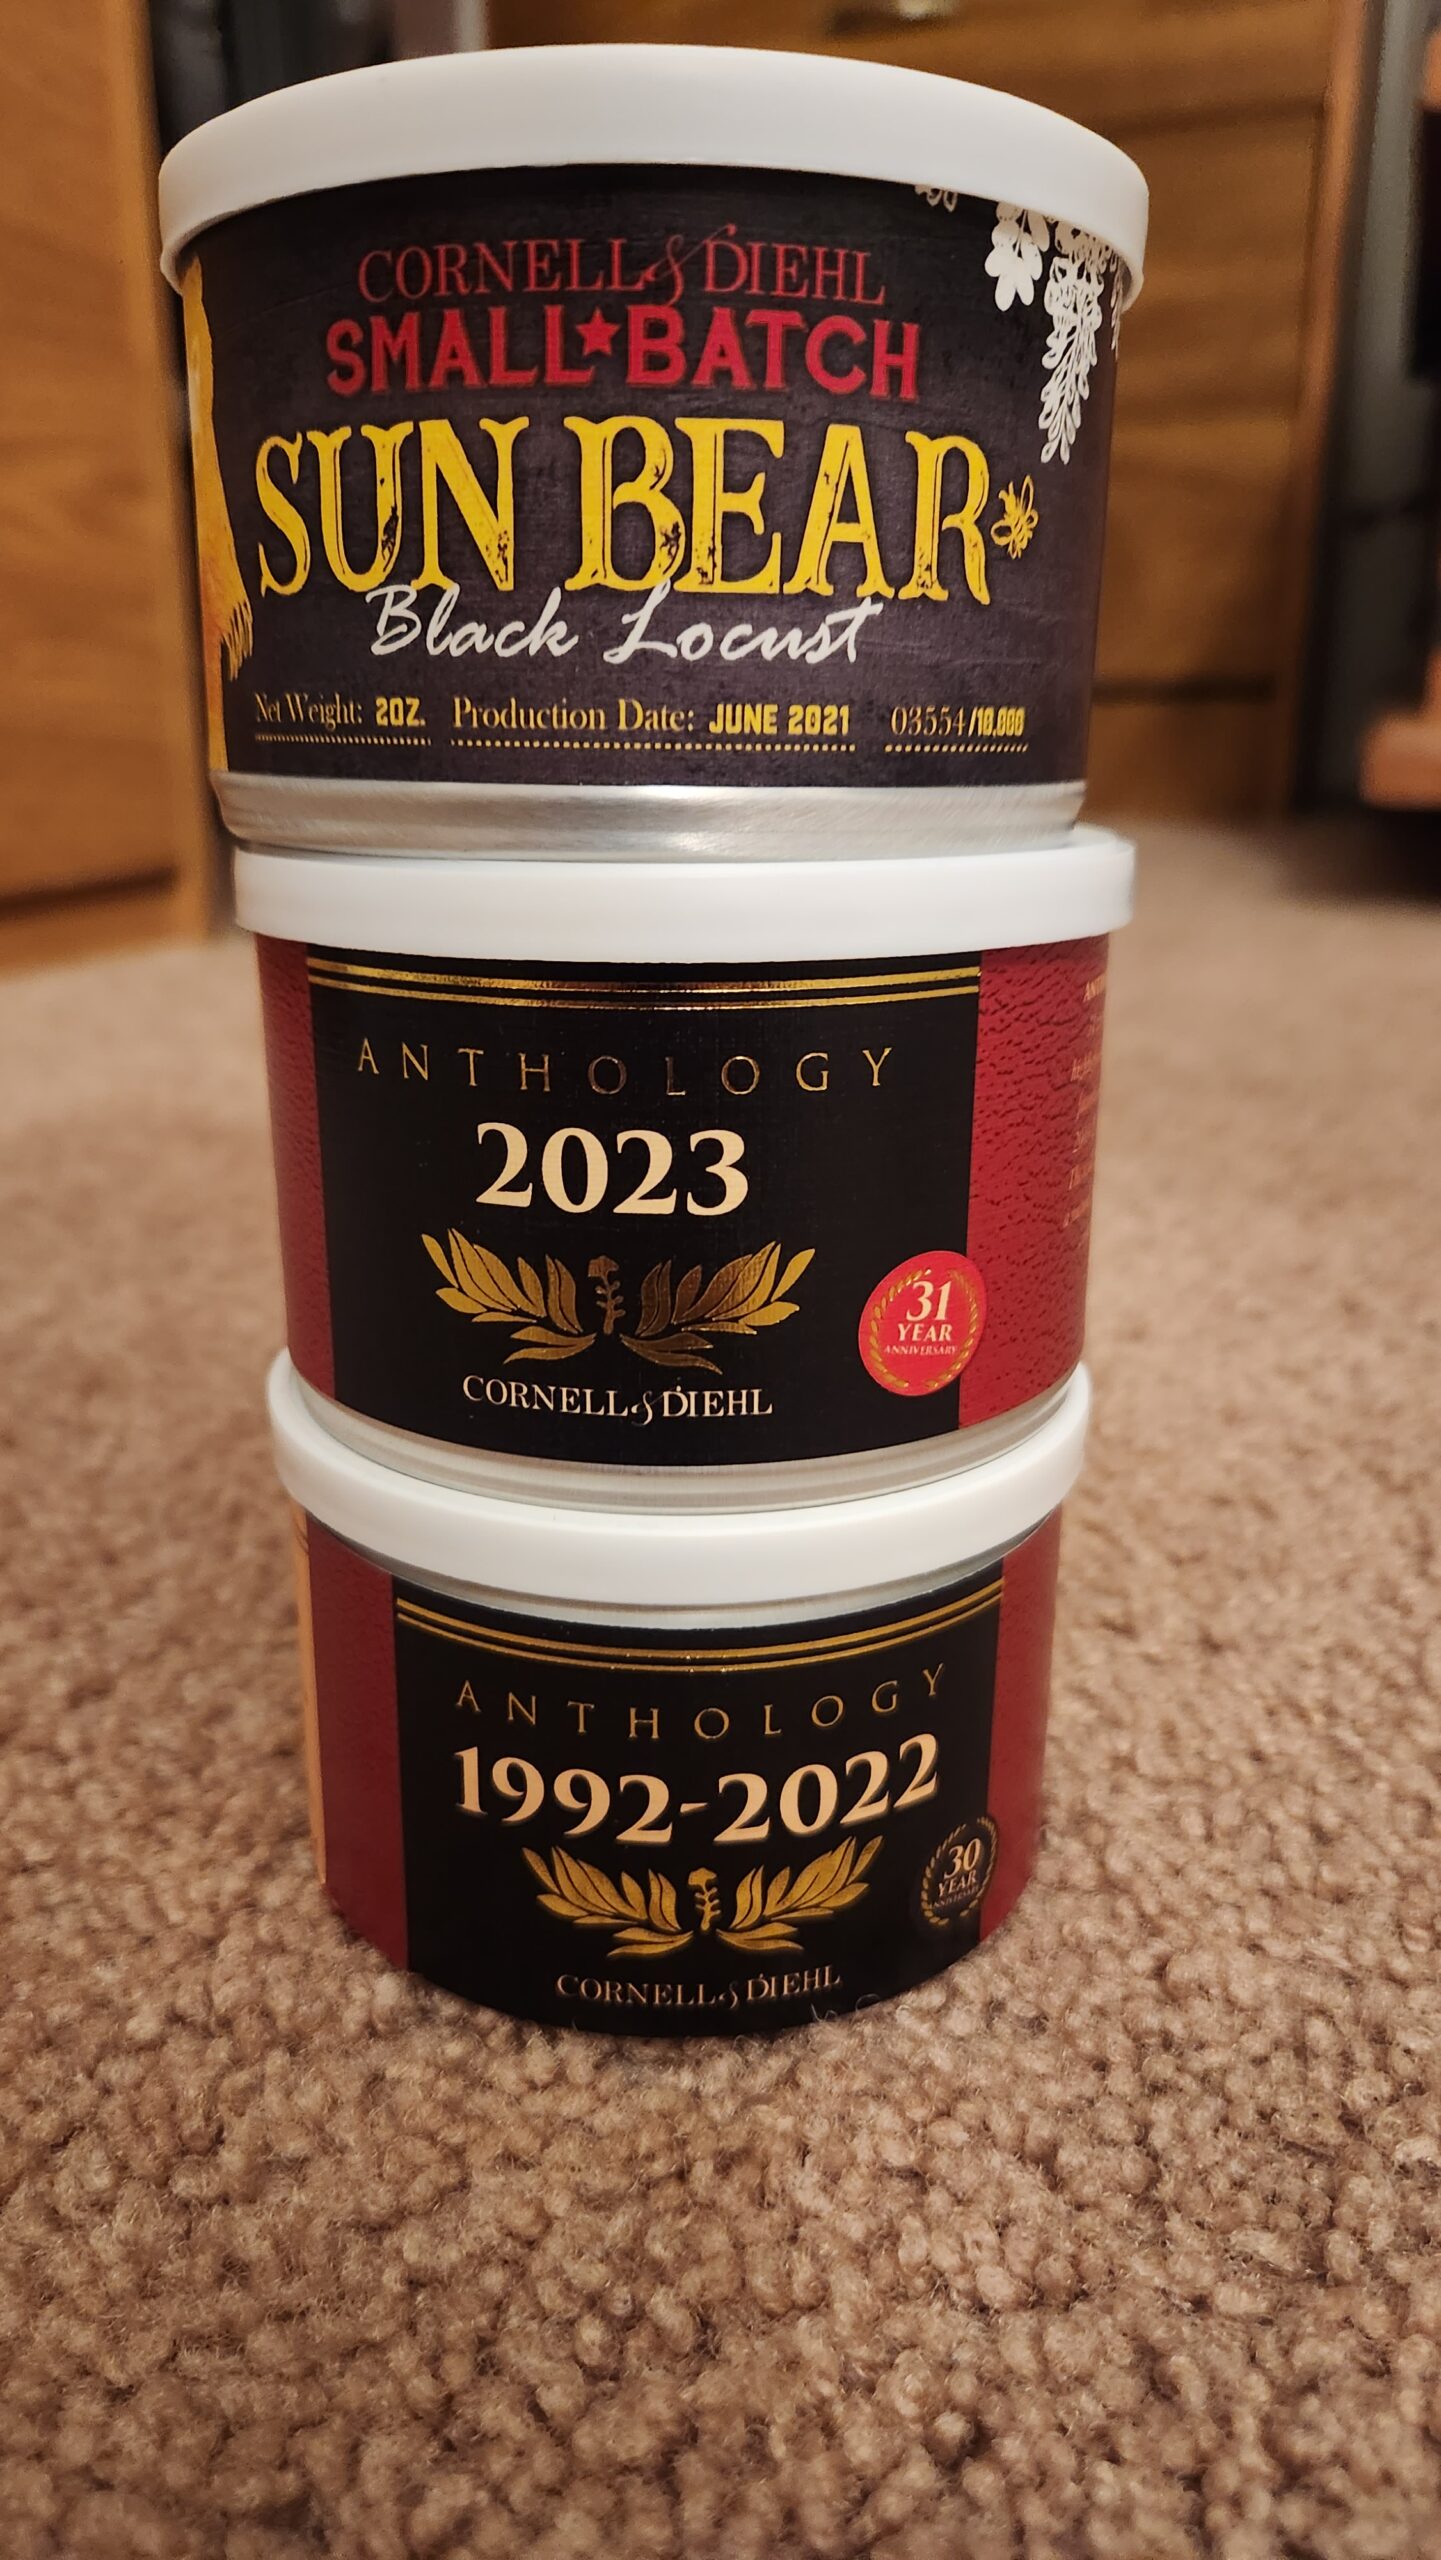 CORNELL & DIEHL
SMALL★BATCH
SUN BEAR
Black Locust
Net Weight: 2OZ. Production Date: JUNE 2021 03554/10,000
ANTHOLOGY
2023
31
YEAR
ANNIVERSARY
CORNELL & DIEHL
ANTHOLOGY
1992-2022
30
YEAR
ANNIVERSARY
CORNELL & DIEHL